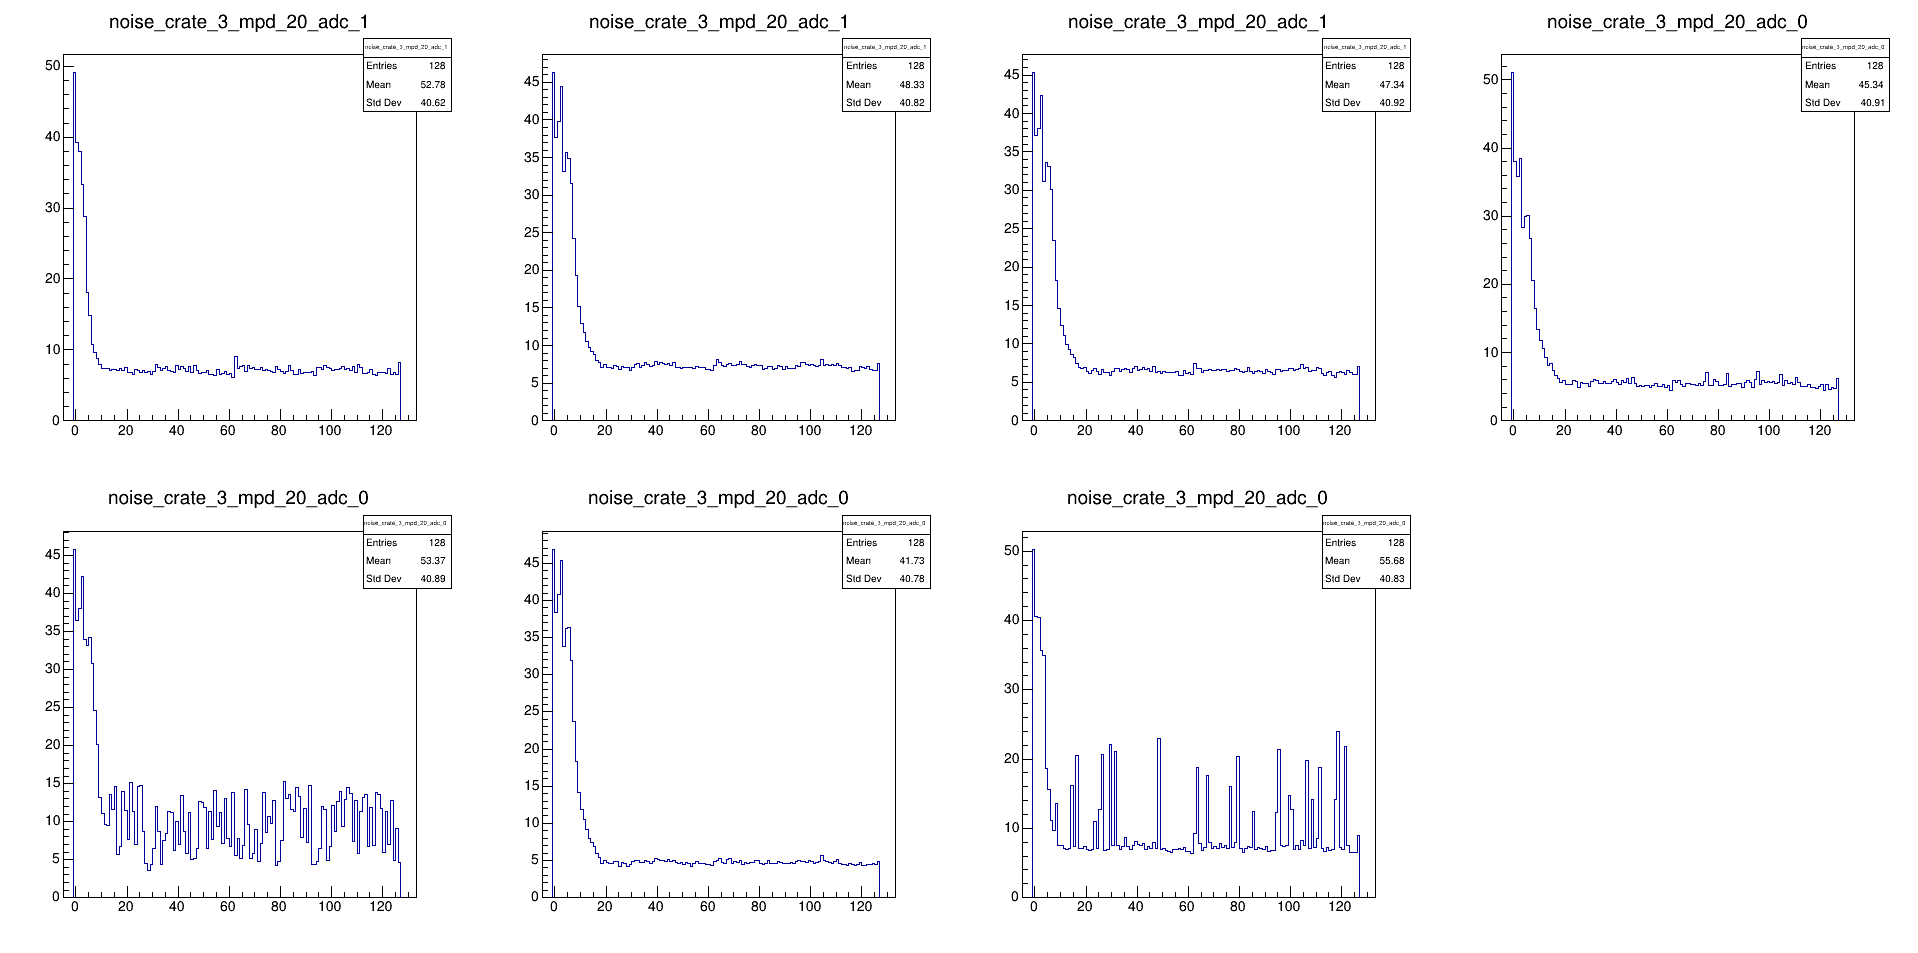 noise_crate_3_mpd_20_adc_1
noise_crate_3_mpd_20_adc_1
Entries 128
Mean 52.78
Std Dev 40.62
50
40
30
20
10
0
0 20 40 60 80 100 120
noise_crate_3_mpd_20_adc_1
noise_crate_3_mpd_20_adc_1
Entries 128
Mean 48.33
Std Dev 40.82
45
40
35
30
25
20
15
10
5
0
0 20 40 60 80 100 120
noise_crate_3_mpd_20_adc_1
noise_crate_3_mpd_20_adc_1
Entries 128
Mean 47.34
Std Dev 40.92
45
40
35
30
25
20
15
10
5
0
0 20 40 60 80 100 120
noise_crate_3_mpd_20_adc_0
noise_crate_3_mpd_20_adc_0
Entries 128
Mean 45.34
Std Dev 40.91
50
40
30
20
10
0
0 20 40 60 80 100 120
noise_crate_3_mpd_20_adc_0
noise_crate_3_mpd_20_adc_0
Entries 128
Mean 53.37
Std Dev 40.89
45
40
35
30
25
20
15
10
5
0
0 20 40 60 80 100 120
noise_crate_3_mpd_20_adc_0
noise_crate_3_mpd_20_adc_0
Entries 128
Mean 41.73
Std Dev 40.78
45
40
35
30
25
20
15
10
5
0
0 20 40 60 80 100 120
noise_crate_3_mpd_20_adc_0
noise_crate_3_mpd_20_adc_0
Entries 128
Mean 55.68
Std Dev 40.83
50
40
30
20
10
0
0 20 40 60 80 100 120